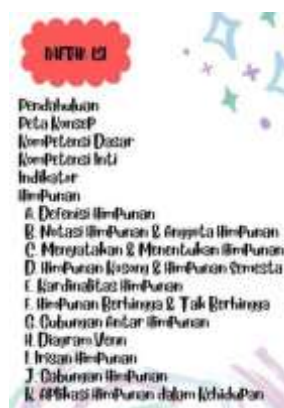 DAFTAR ISI
Pendahuluan
Peta Konsep
Kompetensi Dasar
Kompetensi Inti
Indikator
Himpunan
A. Defenisi Himpunan
B. Notasi Himpunan & Anggota Himpunan
C. Menyatakan & Menentukan Himpunan
D. Himpunan Kosong & Himpunan Semesta
E. Kardinalitas Himpunan
F. Himpunan Berhingga & Tak Berhingga
G. Hubungan Antar Himpunan
H. Diagram Venn
I. Irisan Himpunan
J. Gabungan Himpunan
K. Aplikasi Himpunan dalam Kehidupan